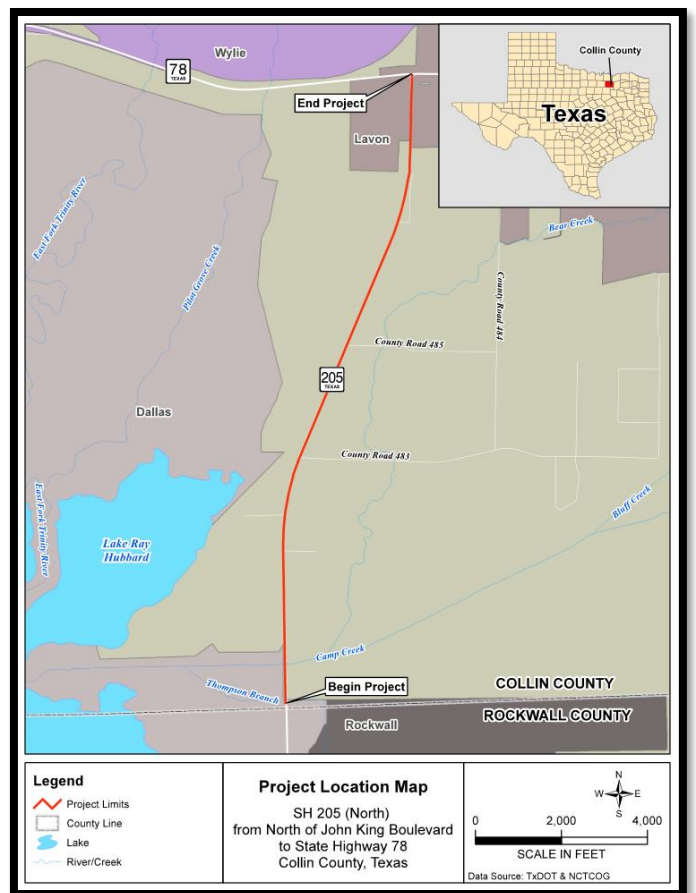 Wylie
78
TEXAS
End Project
Lavon
Collin County
Texas
East Fork Trinity River
Pilot Grove Creek
Bear Creek
County Road 484
County Road 485
205
TEXAS
Dallas
County Road 483
East Fork Trinity River
Lake Ray
Hubbard
Bluff Creek
Camp Creek
Thompson Branch
Begin Project
COLLIN COUNTY
ROCKWALL COUNTY
Rockwall
Legend
Project Limits
County Line
Lake
River/Creek
Project Location Map
SH 205 (North)
from North of John King Boulevard
to State Highway 78
Collin County, Texas
N
W E
S
0 2,000 4,000
SCALE IN FEET
Data Source: TxDOT & NCTCOG